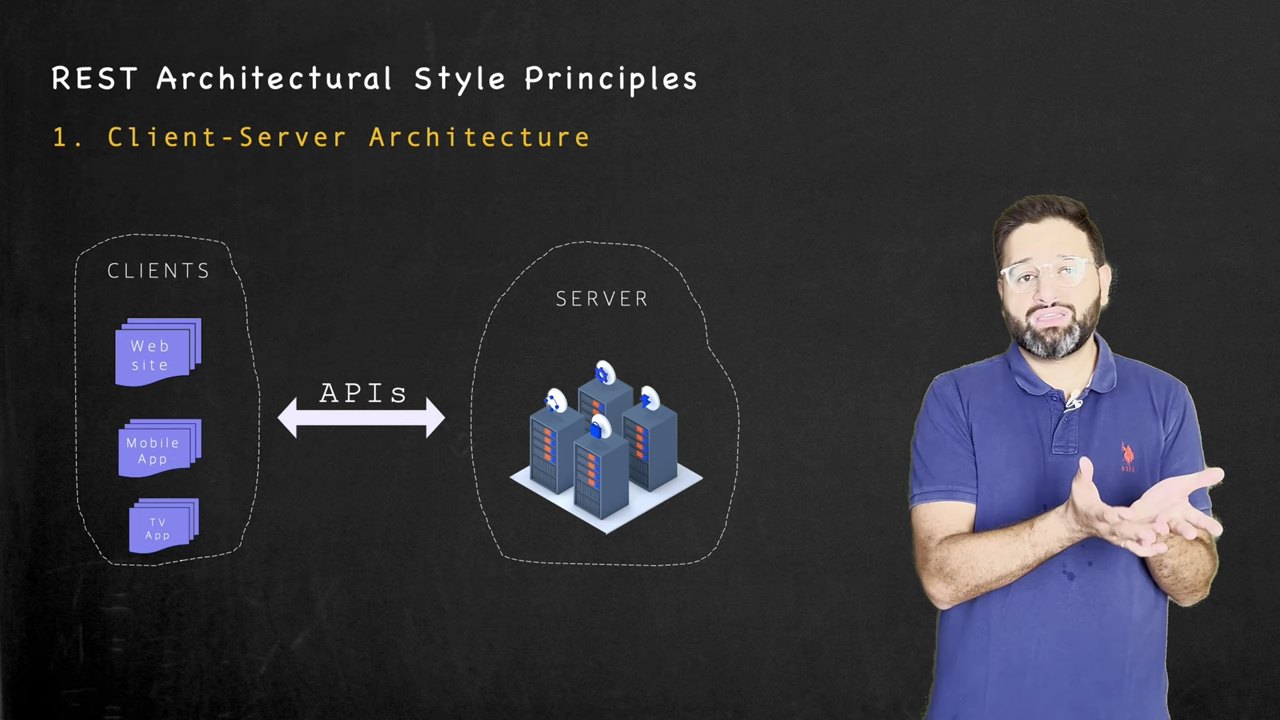 REST Architectural Style Principles
1. Client-Server Architecture
CLIENTS
Web
site
Mobile
App
TV
App
APIs
SERVER